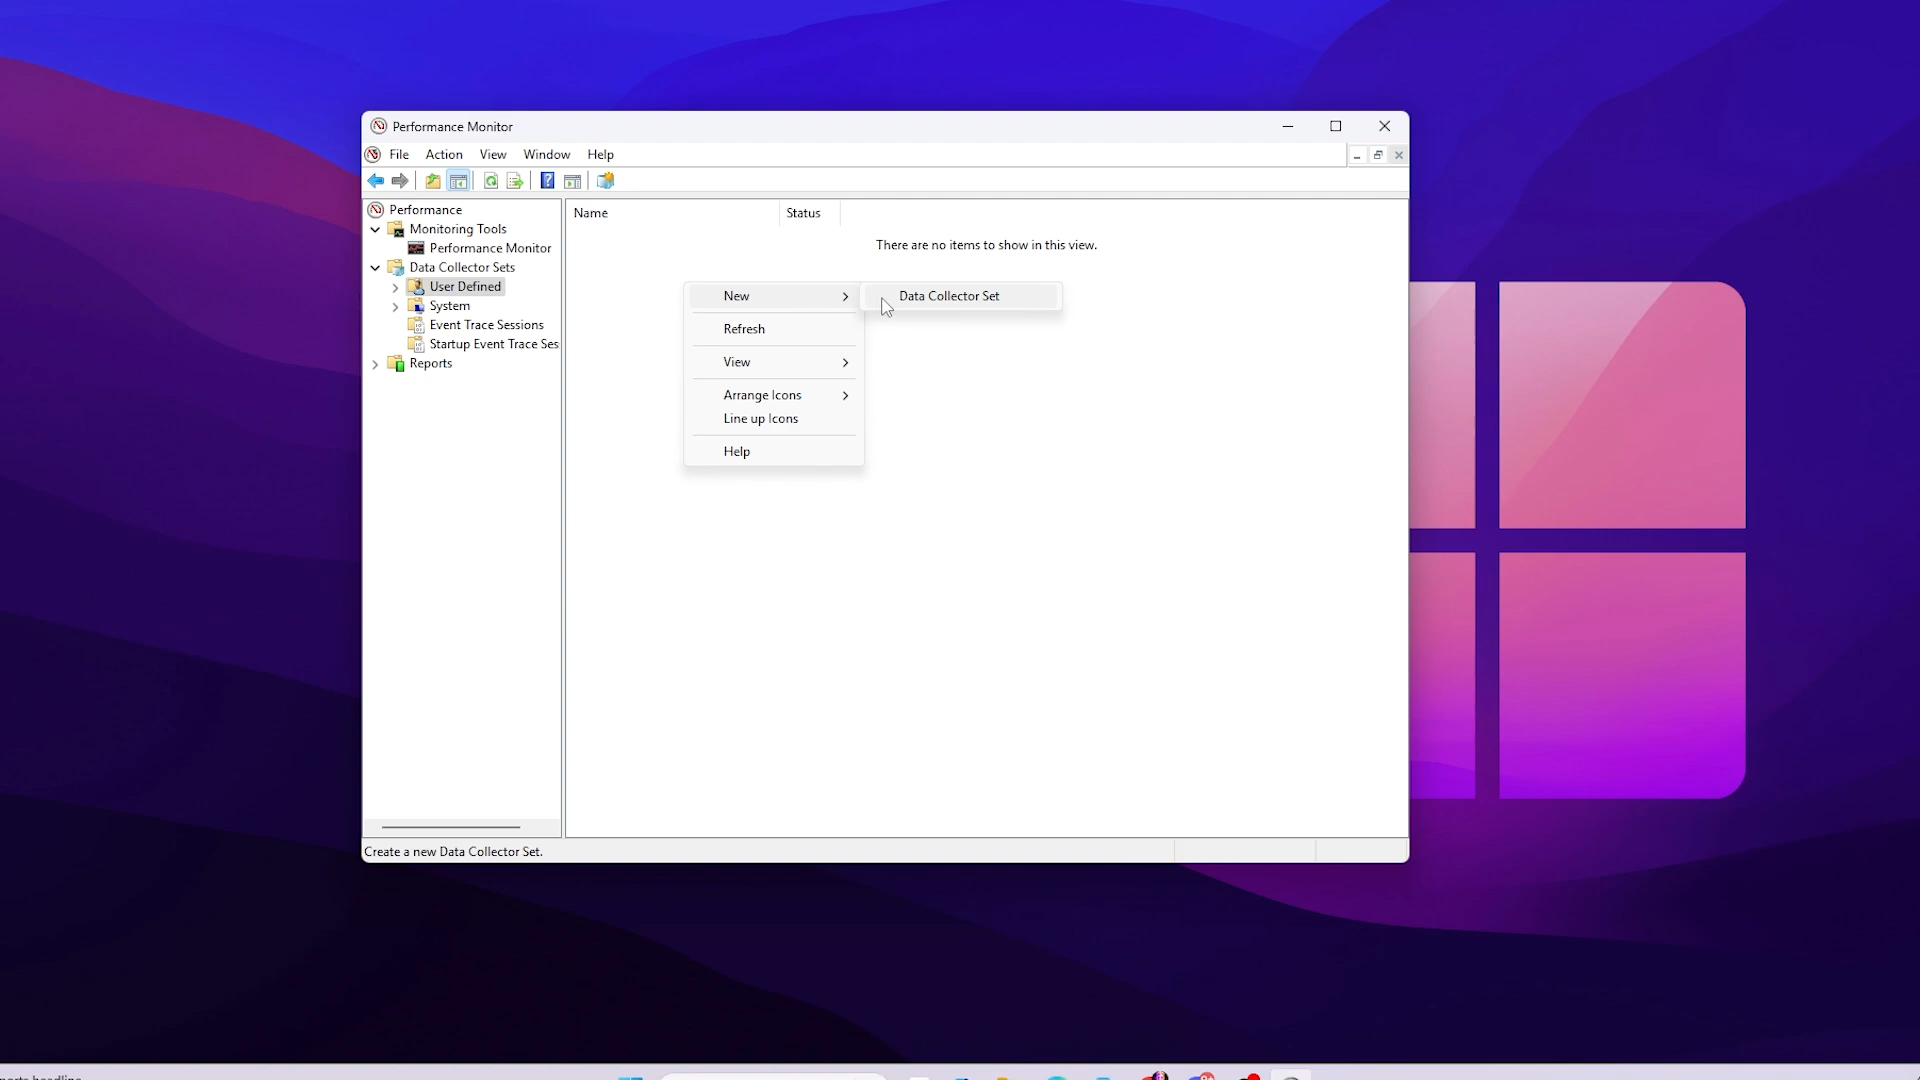 Performance Monitor
File Action View Window Help
Performance
Monitoring Tools
Performance Monitor
Data Collector Sets
User Defined
System
Event Trace Sessions
Startup Event Trace Ses
Reports
Name Status
There are no items to show in this view.
New
Refresh
View
Arrange Icons
Line up Icons
Help
Data Collector Set
Create a new Data Collector Set.